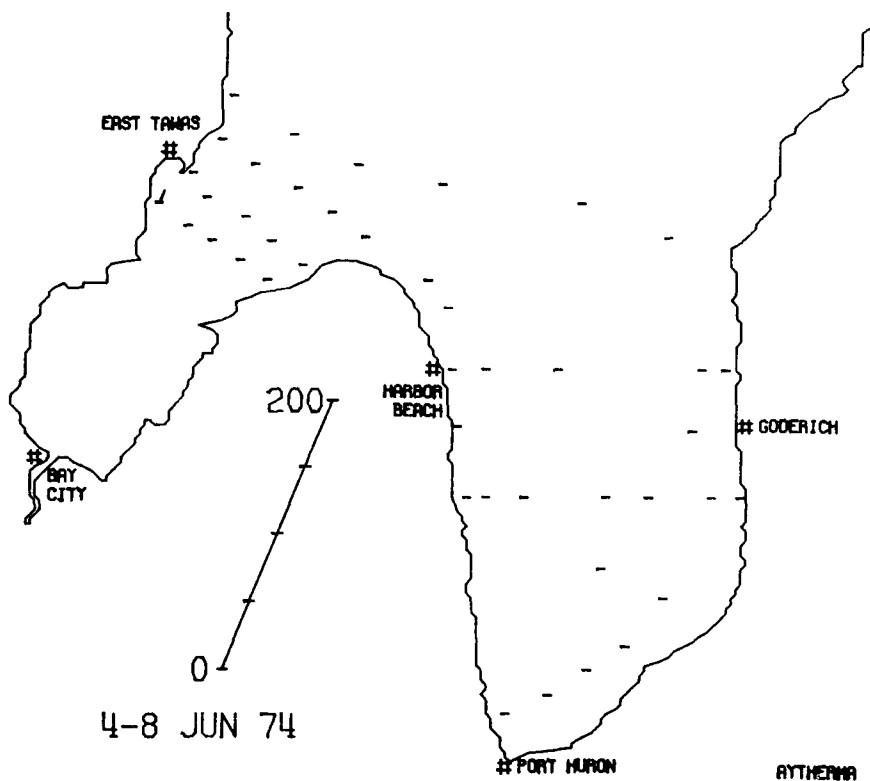 EAST TAWAS
200
HARBOR
BEACH
GODERICH
BAY
CITY
0
4-8 JUN 74
PORT HURON
AYTHERMA